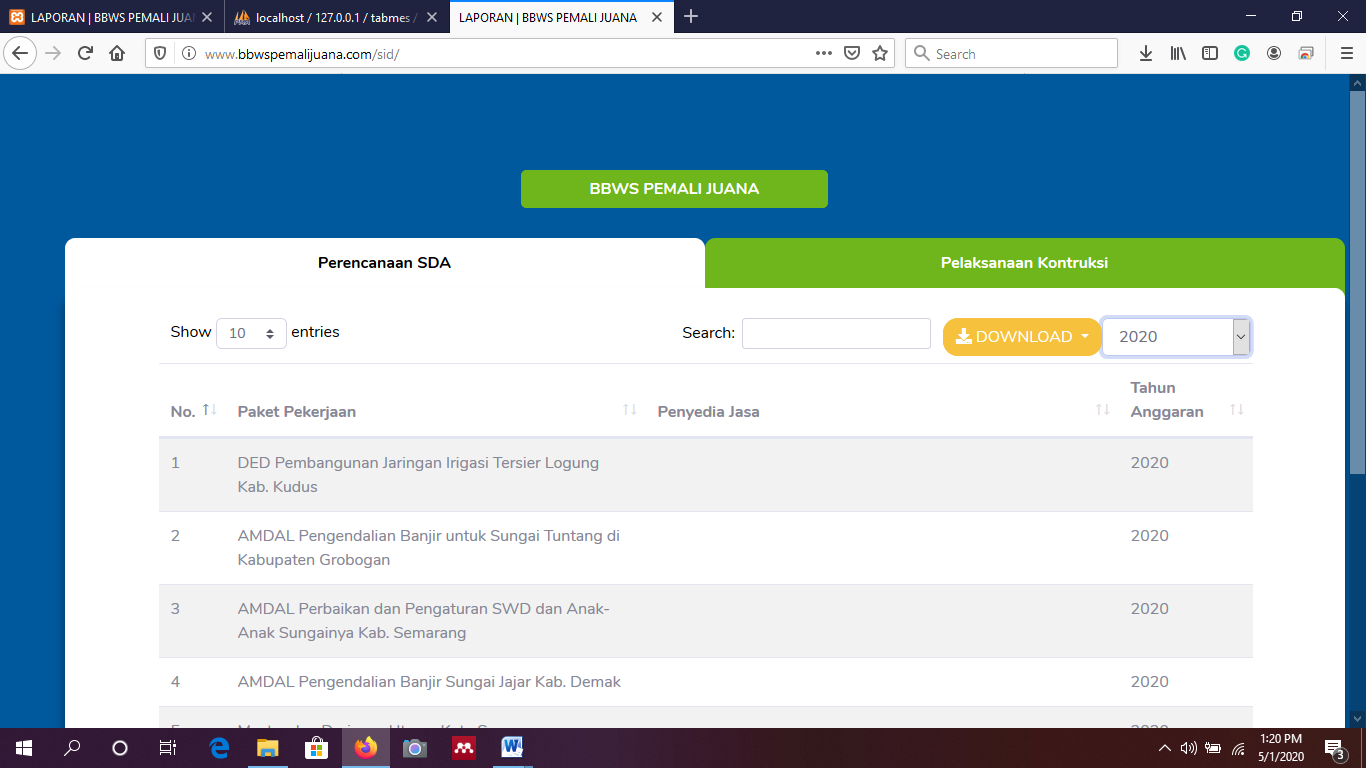 LAPORAN | BBWS PEMALI JUAN
localhost / 127.0.0.1 / tabmes /
LAPORAN | BBWS PEMALI JUANA
www.bbwspemalijuana.com/sid/
Search
BBWS PEMALI JUANA
Perencanaan SDA
Pelaksanaan Kontruksi
Show 10 entries
Search:
DOWNLOAD
2020
No.
Paket Pekerjaan
Penyedia Jasa
Tahun
Anggaran
1
DED Pembangunan Jaringan Irigasi Tersier Logung
Kab. Kudus
2020
2
AMDAL Pengendalian Banjir untuk Sungai Tuntang di
Kabupaten Grobogan
2020
3
AMDAL Perbaikan dan Pengaturan SWD dan Anak-
Anak Sungainya Kab. Semarang
2020
4
AMDAL Pengendalian Banjir Sungai Jajar Kab. Demak
2020
1:20 PM
5/1/2020
3